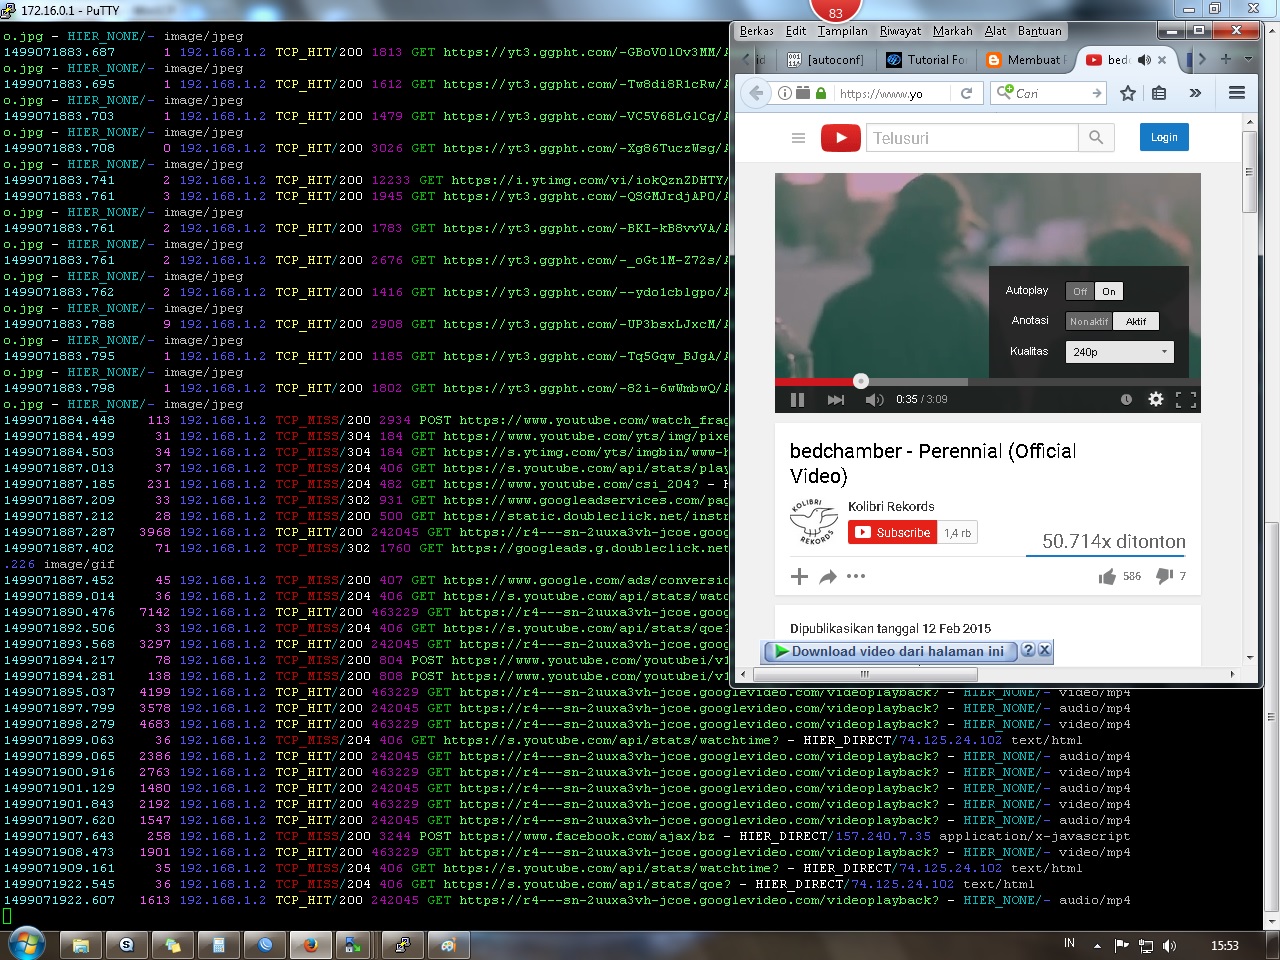 172.16.0.1 - PuTTY
83
o.jpg - HIER_NONE/- image/jpeg
1499071883.687 1 192.168.1.2 TCP_HIT/200 1813 GET https://yt3.ggpht.com/-GBoVOlOv3MM/
o.jpg - HIER_NONE/- image/jpeg
1499071883.695 1 192.168.1.2 TCP_HIT/200 1612 GET https://yt3.ggpht.com/-Tw8di8R1cRw/
o.jpg - HIER_NONE/- image/jpeg
1499071883.703 1 192.168.1.2 TCP_HIT/200 1479 GET https://yt3.ggpht.com/-VC5V68LGlCg/
o.jpg - HIER_NONE/- image/jpeg
1499071883.708 0 192.168.1.2 TCP_HIT/200 3026 GET https://yt3.ggpht.com/-Xg86TuczWsg/
o.jpg - HIER_NONE/- image/jpeg
1499071883.741 2 192.168.1.2 TCP_HIT/200 12233 GET https://i.ytimg.com/vi/iokQznZDHTY/
1499071883.761 3 192.168.1.2 TCP_HIT/200 1945 GET https://yt3.ggpht.com/-QSGMJrdjAP0/
o.jpg - HIER_NONE/- image/jpeg
1499071883.761 2 192.168.1.2 TCP_HIT/200 1783 GET https://yt3.ggpht.com/-BKI-kB8vvVA/
o.jpg - HIER_NONE/- image/jpeg
1499071883.761 2 192.168.1.2 TCP_HIT/200 2676 GET https://yt3.ggpht.com/-_oGt1M-Z72s/
o.jpg - HIER_NONE/- image/jpeg
1499071883.762 2 192.168.1.2 TCP_HIT/200 1416 GET https://yt3.ggpht.com/--ydo1cblgpo/
o.jpg - HIER_NONE/- image/jpeg
1499071883.788 9 192.168.1.2 TCP_HIT/200 2908 GET https://yt3.ggpht.com/-UP3bsxLJxcM/
o.jpg - HIER_NONE/- image/jpeg
1499071883.795 1 192.168.1.2 TCP_HIT/200 1185 GET https://yt3.ggpht.com/-Tq5Gqw_BJgA/
o.jpg - HIER_NONE/- image/jpeg
1499071883.798 1 192.168.1.2 TCP_HIT/200 1802 GET https://yt3.ggpht.com/-82i-6wWmbwQ/
o.jpg - HIER_NONE/- image/jpeg
1499071884.448 113 192.168.1.2 TCP_MISS/200 2934 POST https://www.youtube.com/watch_frag
1499071884.499 31 192.168.1.2 TCP_MISS/304 184 GET https://www.youtube.com/yts/img/pixe
1499071884.503 34 192.168.1.2 TCP_MISS/304 184 GET https://s.ytimg.com/yts/imgbin/www-h
1499071887.013 37 192.168.1.2 TCP_MISS/204 406 GET https://s.youtube.com/api/stats/play
1499071887.185 231 192.168.1.2 TCP_MISS/204 482 GET https://www.youtube.com/csi_204? - H
1499071887.209 33 192.168.1.2 TCP_MISS/302 931 GET https://www.googleadservices.com/pag
1499071887.212 28 192.168.1.2 TCP_MISS/200 500 GET https://static.doubleclick.net/instr
1499071887.287 3968 192.168.1.2 TCP_HIT/200 242045 GET https://r4---sn-2uuxa3vh-jcoe.go
1499071887.402 71 192.168.1.2 TCP_MISS/302 1760 GET https://googleads.g.doubleclick.net
.226 image/gif
1499071887.452 45 192.168.1.2 TCP_MISS/200 407 GET https://www.google.com/ads/conversio
1499071889.014 36 192.168.1.2 TCP_MISS/204 406 GET https://s.youtube.com/api/stats/watc
1499071890.476 7142 192.168.1.2 TCP_HIT/200 463229 GET https://r4---sn-2uuxa3vh-jcoe.goog
1499071892.506 33 192.168.1.2 TCP_MISS/204 406 GET https://s.youtube.com/api/stats/qoe?
1499071893.568 3297 192.168.1.2 TCP_HIT/200 242045 GET https://r4---sn-2uuxa3vh-jcoe.goog
1499071894.217 78 192.168.1.2 TCP_MISS/200 804 POST https://www.youtube.com/youtubei/v1
1499071894.281 138 192.168.1.2 TCP_MISS/200 808 POST https://www.youtube.com/youtubei/v1
1499071895.037 4199 192.168.1.2 TCP_HIT/200 463229 GET https://r4---sn-2uuxa3vh-jcoe.googlevideo.com/videoplayback? - HIER_NONE/- video/mp4
1499071897.799 3578 192.168.1.2 TCP_HIT/200 242045 GET https://r4---sn-2uuxa3vh-jcoe.googlevideo.com/videoplayback? - HIER_NONE/- audio/mp4
1499071898.279 4683 192.168.1.2 TCP_HIT/200 463229 GET https://r4---sn-2uuxa3vh-jcoe.googlevideo.com/videoplayback? - HIER_NONE/- video/mp4
1499071899.063 36 192.168.1.2 TCP_MISS/204 406 GET https://s.youtube.com/api/stats/watchtime? - HIER_DIRECT/74.125.24.102 text/html
1499071899.065 2386 192.168.1.2 TCP_HIT/200 242045 GET https://r4---sn-2uuxa3vh-jcoe.googlevideo.com/videoplayback? - HIER_NONE/- audio/mp4
1499071900.916 2763 192.168.1.2 TCP_HIT/200 463229 GET https://r4---sn-2uuxa3vh-jcoe.googlevideo.com/videoplayback? - HIER_NONE/- video/mp4
1499071901.129 1480 192.168.1.2 TCP_HIT/200 242045 GET https://r4---sn-2uuxa3vh-jcoe.googlevideo.com/videoplayback? - HIER_NONE/- audio/mp4
1499071901.843 2192 192.168.1.2 TCP_HIT/200 463229 GET https://r4---sn-2uuxa3vh-jcoe.googlevideo.com/videoplayback? - HIER_NONE/- video/mp4
1499071907.620 1547 192.168.1.2 TCP_HIT/200 242045 GET https://r4---sn-2uuxa3vh-jcoe.googlevideo.com/videoplayback? - HIER_NONE/- audio/mp4
1499071907.643 258 192.168.1.2 TCP_MISS/200 3244 POST https://www.facebook.com/ajax/bz - HIER_DIRECT/157.240.7.35 application/x-javascript
1499071908.473 1901 192.168.1.2 TCP_HIT/200 463229 GET https://r4---sn-2uuxa3vh-jcoe.googlevideo.com/videoplayback? - HIER_NONE/- video/mp4
1499071909.161 35 192.168.1.2 TCP_MISS/204 406 GET https://s.youtube.com/api/stats/watchtime? - HIER_DIRECT/74.125.24.102 text/html
1499071922.545 36 192.168.1.2 TCP_MISS/204 406 GET https://s.youtube.com/api/stats/qoe? - HIER_DIRECT/74.125.24.102 text/html
1499071922.607 1613 192.168.1.2 TCP_HIT/200 242045 GET https://r4---sn-2uuxa3vh-jcoe.googlevideo.com/videoplayback? - HIER_NONE/- audio/mp4
Berkas Edit Tampilan Riwayat Markah Alat Bantuan
id [autoconf] Tutorial Fo Membuat bed
https://www.yo Cari
Telusuri Login
Autoplay Off On
Anotasi Nonaktif Aktif
Kualitas 240p
0:35 / 3:09
bedchamber - Perennial (Official
Video)
KOLIBRI REKORDS
Kolibri Rekords
Subscribe 1,4 rb
50.714x ditonton
586 7
Dipublikasikan tanggal 12 Feb 2015
Download video dari halaman ini ? X
IN 15:53